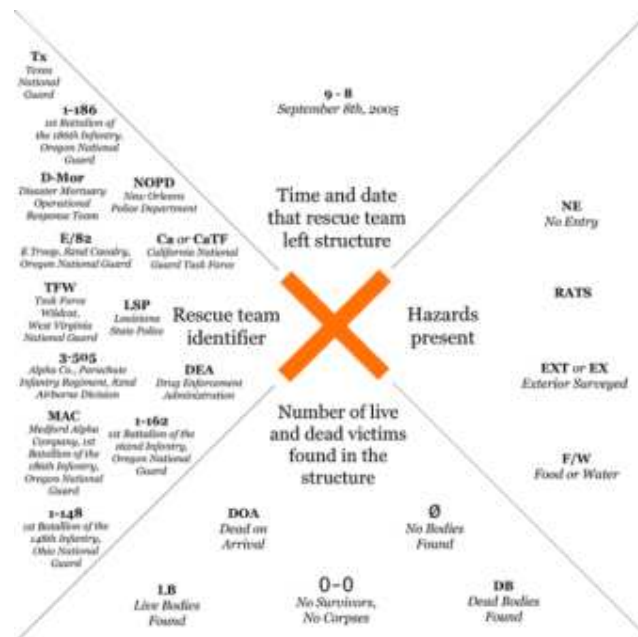 Tx
Texas
National
Guard
1-186
1st Battalion of
the 186th Infantry,
Oregon National
Guard
D-Mor
Disaster Mortuary
Operational
Response Team
NOPD
New Orleans
Police Department
E/82
E Troop, 82nd Cavalry,
Oregon National Guard
Ca or CaTF
California National
Guard Task Force
TFW
Task Force
Wildcat,
West Virginia
National Guard
LSP
Louisiana
State Police
3-505
Alpha Co., Parachute
Infantry Regiment, 82nd
Airborne Division
DEA
Drug Enforcement
Administration
MAC
Medford Alpha
Company, 1st
Battalion of the
186th Infantry,
Oregon National
Guard
1-162
1st Battalion of the
162nd Infantry,
Oregon National
Guard
1-148
1st Batallion of the
148th Infantry,
Ohio National
Guard
Rescue team
identifier
9 - 8
September 8th, 2005
Time and date
that rescue team
left structure
Hazards
present
NE
No Entry
RATS
EXT or EX
Exterior Surveyed
F/W
Food or Water
Number of live
and dead victims
found in the
structure
DOA
Dead on
Arrival
Ø
No Bodies
Found
LB
Live Bodies
Found
0-0
No Survivors,
No Corpses
DB
Dead Bodies
Found